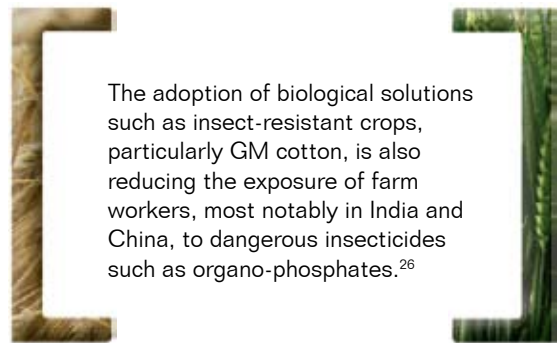 The adoption of biological solutions
such as insect-resistant crops,
particularly GM cotton, is also
reducing the exposure of farm
workers, most notably in India and
China, to dangerous insecticides
such as organo-phosphates.26